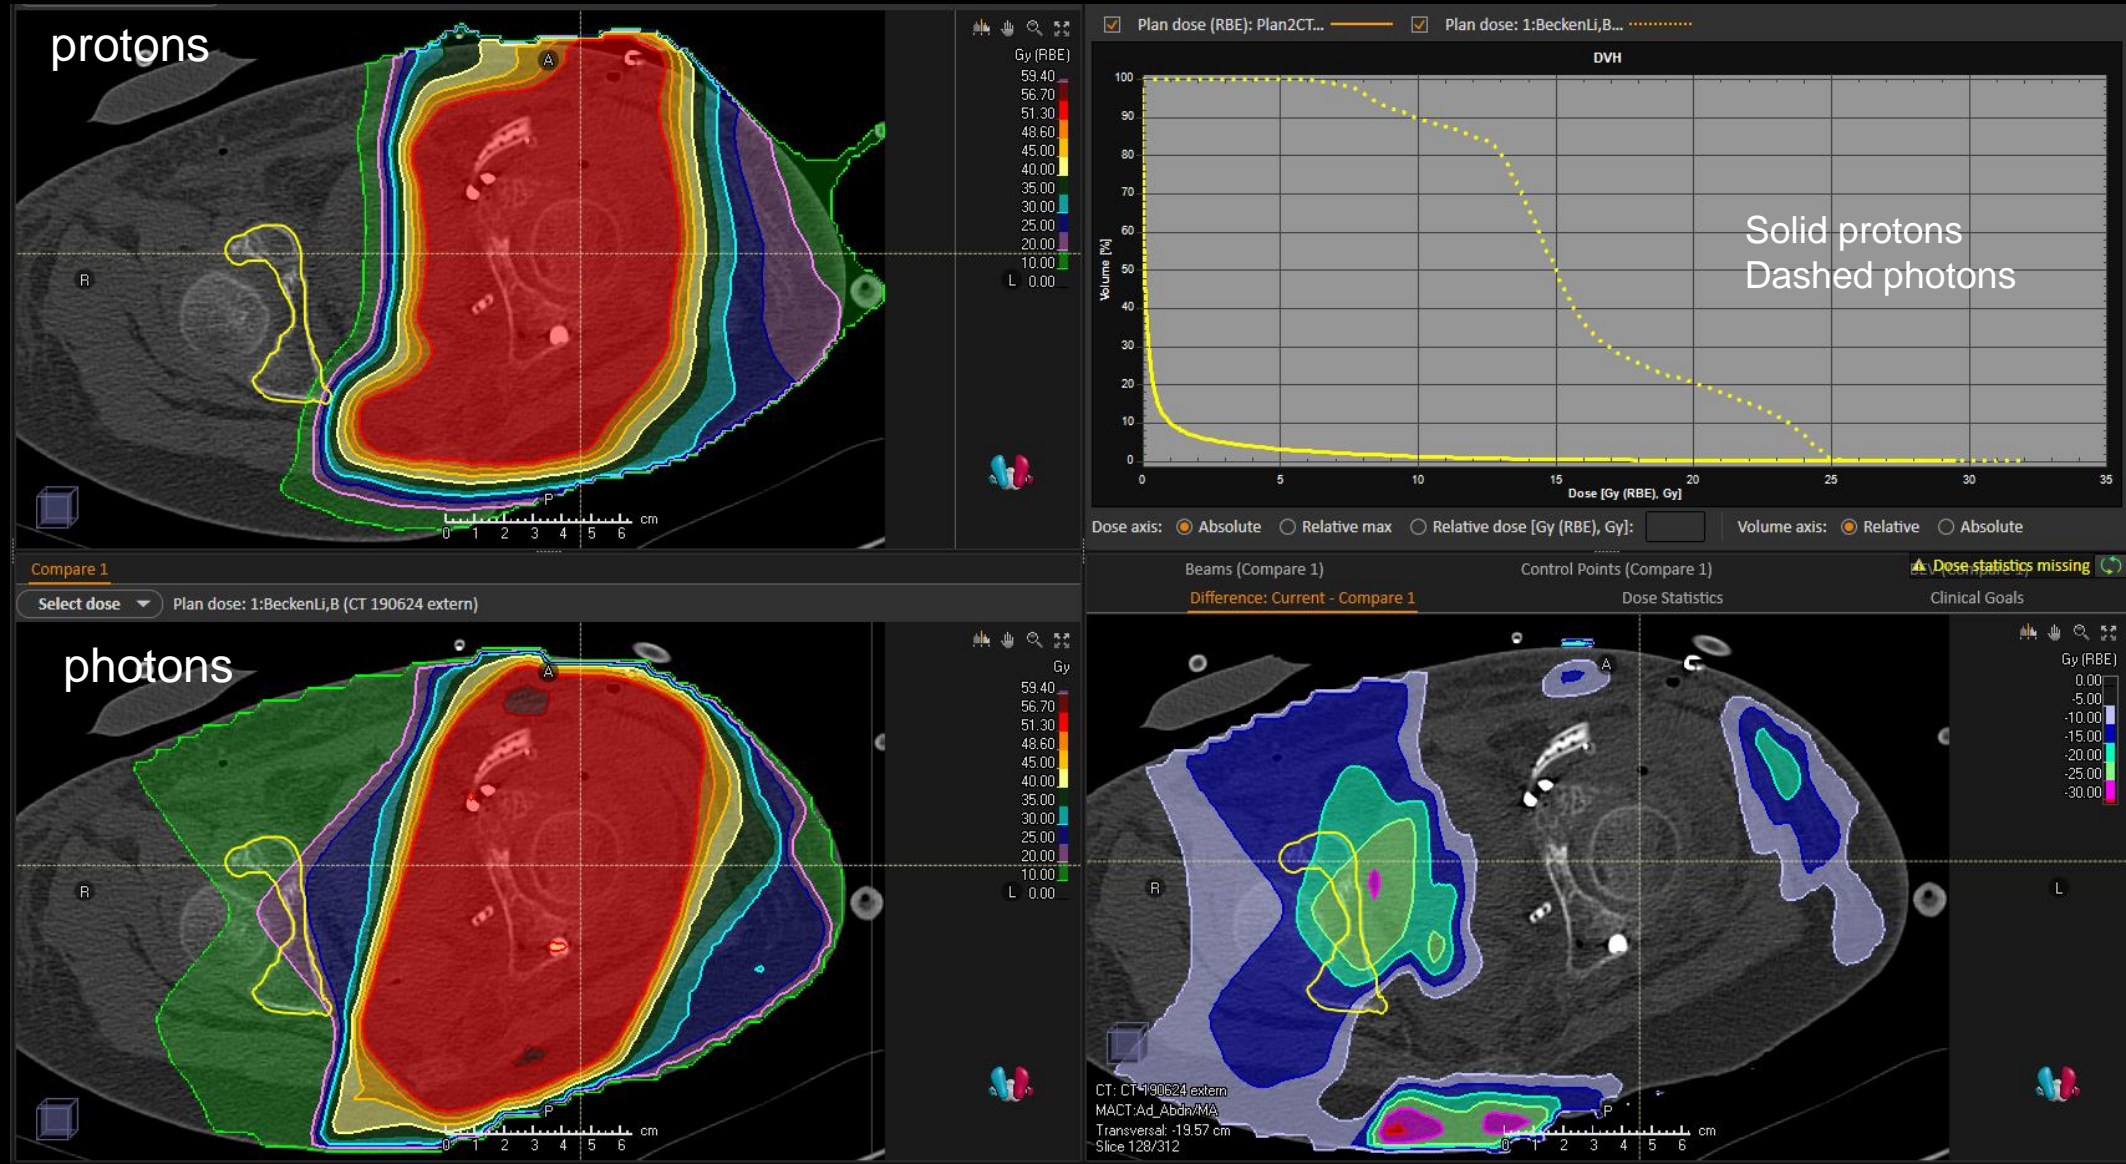 protons
A
R
L
P
Gy (RBE)
59.40
56.70
51.30
48.60
45.00
40.00
35.00
30.00
25.00
20.00
10.00
0.00
0 1 2 3 4 5 6 cm
Plan dose (RBE): Plan2CT...
Plan dose: 1:BeckenLi,B...
DVH
Volume [%]
100
90
80
70
60
50
40
30
20
10
0
Solid protons
Dashed photons
0 5 10 15 20 25 30 35
Dose [Gy (RBE), Gy]
Dose axis: Absolute Relative max Relative dose [Gy (RBE), Gy]: Volume axis: Relative Absolute
Compare 1
Select dose Plan dose: 1:BeckenLi,B (CT 190624 extern)
photons
A
R
L
P
Gy
59.40
56.70
51.30
48.60
45.00
40.00
35.00
30.00
25.00
20.00
10.00
0.00
0 1 2 3 4 5 6 cm
Beams (Compare 1) Control Points (Compare 1) Dose statistics missing
Difference: Current - Compare 1 Dose Statistics Clinical Goals
A
R
L
P
Gy (RBE)
0.00
-5.00
-10.00
-15.00
-20.00
-25.00
-30.00
CT: CT 190624 extern
MACT:Ad_Abdn/MA
Transversal: -19.57 cm
Slice 128/312
0 1 2 3 4 5 6 cm